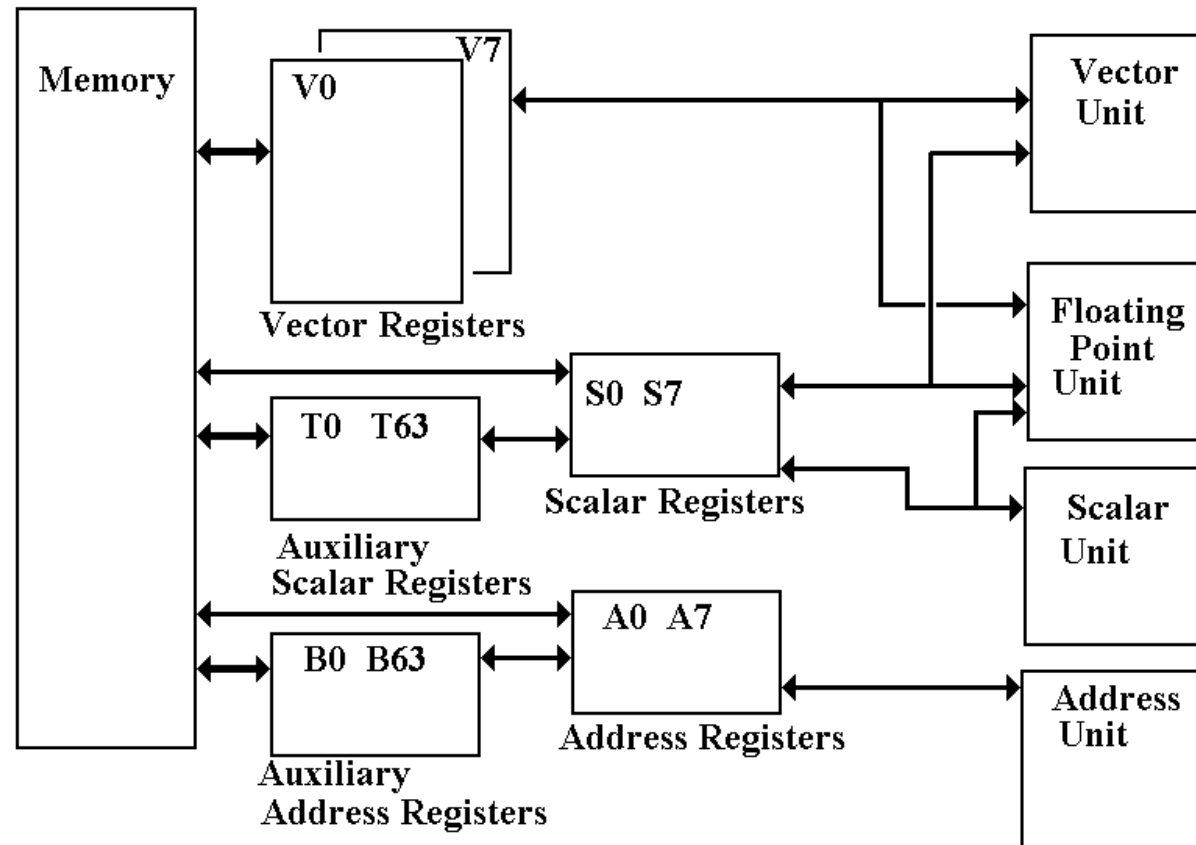 Memory
V0
V7
Vector Registers
Vector
Unit
Floating
Point
Unit
S0 S7
Scalar Registers
T0 T63
Auxiliary
Scalar Registers
Scalar
Unit
A0 A7
Address Registers
B0 B63
Auxiliary
Address Registers
Address
Unit